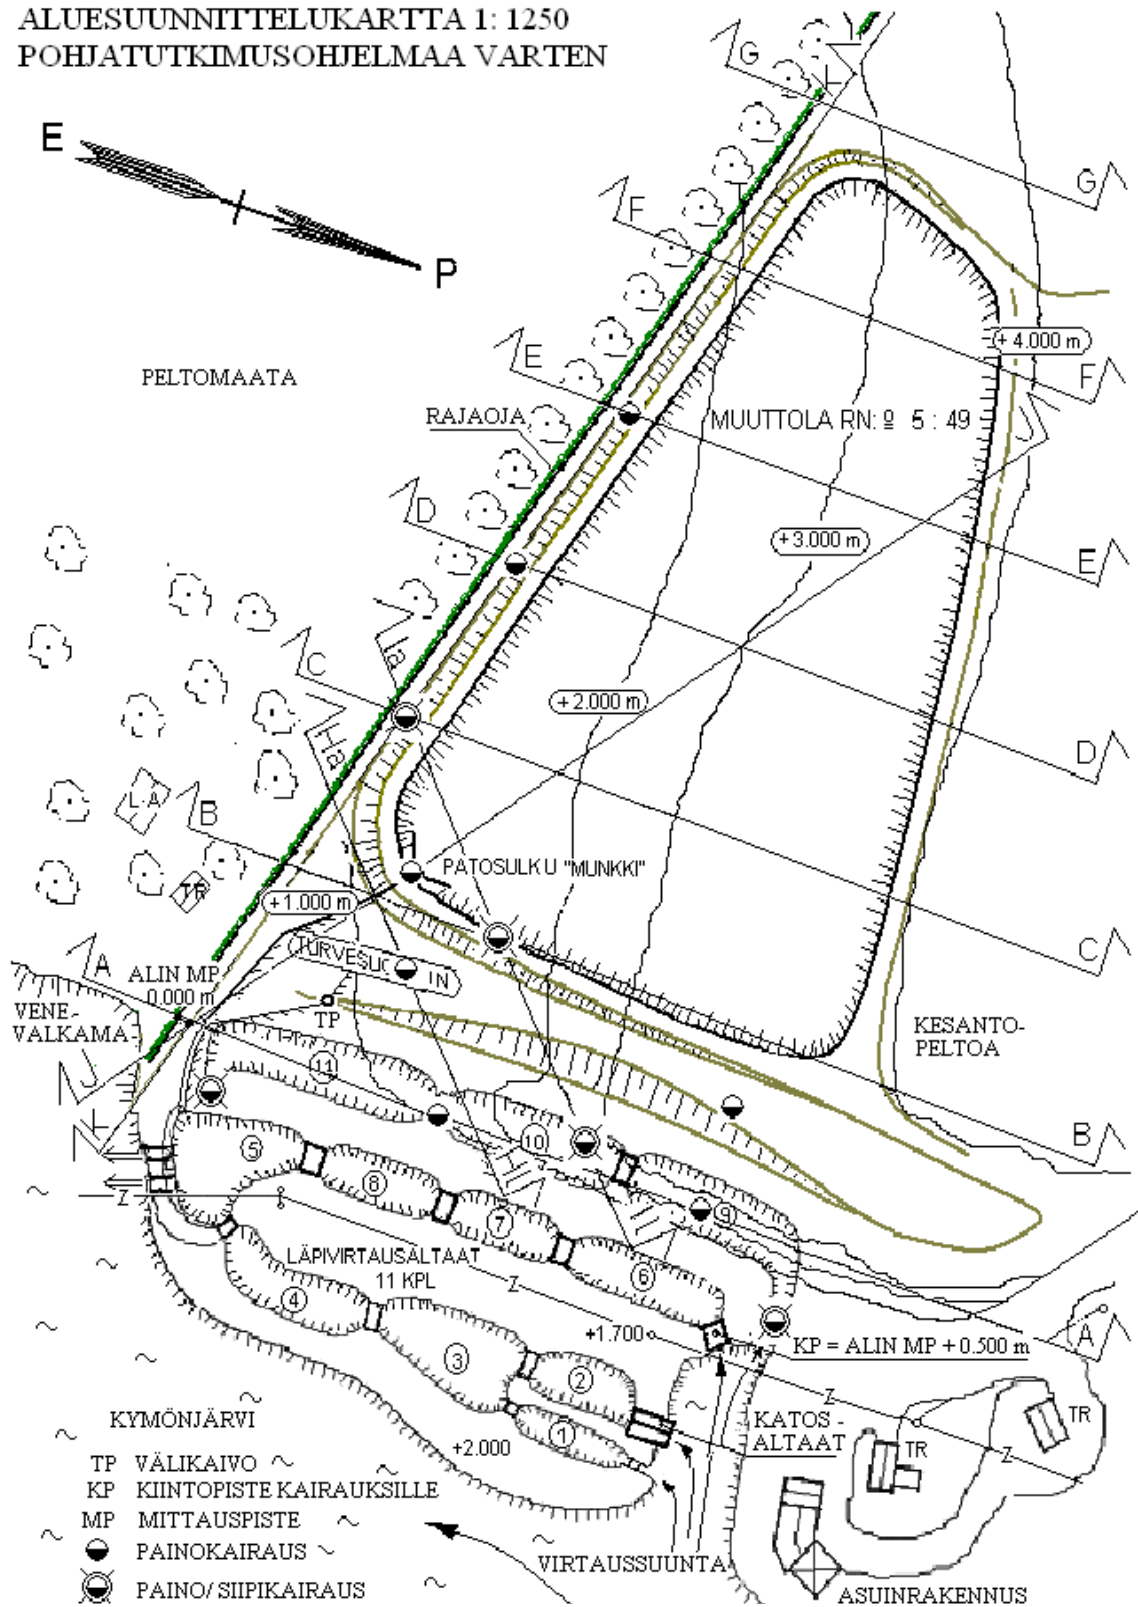 ALUESUUNNITTELUKARTTA 1: 1250
POHJATUTKIMUSOHJELMAA VARTEN
E
P
G
G
F
F
E
E
D
D
C
C
B
B
A
A
PELTOMAATA
RAJAOJA
+ 4.000 m
MUUTTOLA RN:º 5 : 49
J
+ 3.000 m
+ 2.000 m
Ia
Ha
L A
TR
PATOSULKU "MUNKKI"
+ 1.000 m
ALIN MP
0.000 m
IN
TP
VENE-
VALKAMA
KESANTO-
PELTOA
J
K
11
10
9
5
8
7
6
4
3
2
1
H
I
Z
LÄPIVIRTAUSALTAAT
11 KPL
Z
+1.700
KP = ALIN MP + 0.500 m
Z
KATOS -
ALTAAT
TR
TR
Z
+2.000
KYMÖNJÄRVI
TP VÄLIKAIVO
KP KIINTOPISTE KAIRAUKSILLE
MP MITTAUSPISTE
PAINOKAIRAUS
PAINO/ SIIPIKAIRAUS
VIRTAUSSUUNTA
ASUINRAKENNUS